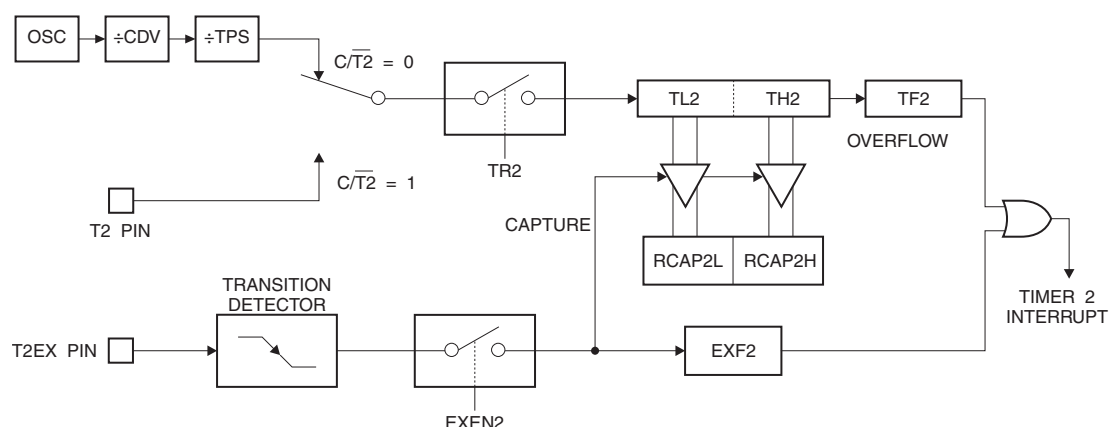 OSC
÷CDV
÷TPS
C/T2 = 0
TL2
TH2
TF2
OVERFLOW
TR2
C/T2 = 1
T2 PIN
CAPTURE
RCAP2L
RCAP2H
TRANSITION
DETECTOR
TIMER 2
INTERRUPT
T2EX PIN
EXF2
EXEN2